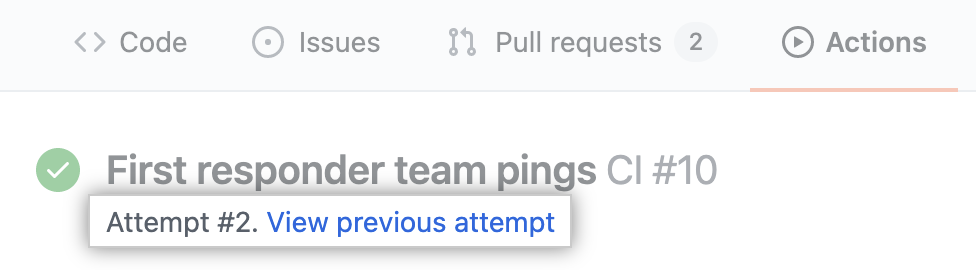 Code Issues Pull requests 2 Actions
First responder team pings CI #10
Attempt #2. View previous attempt